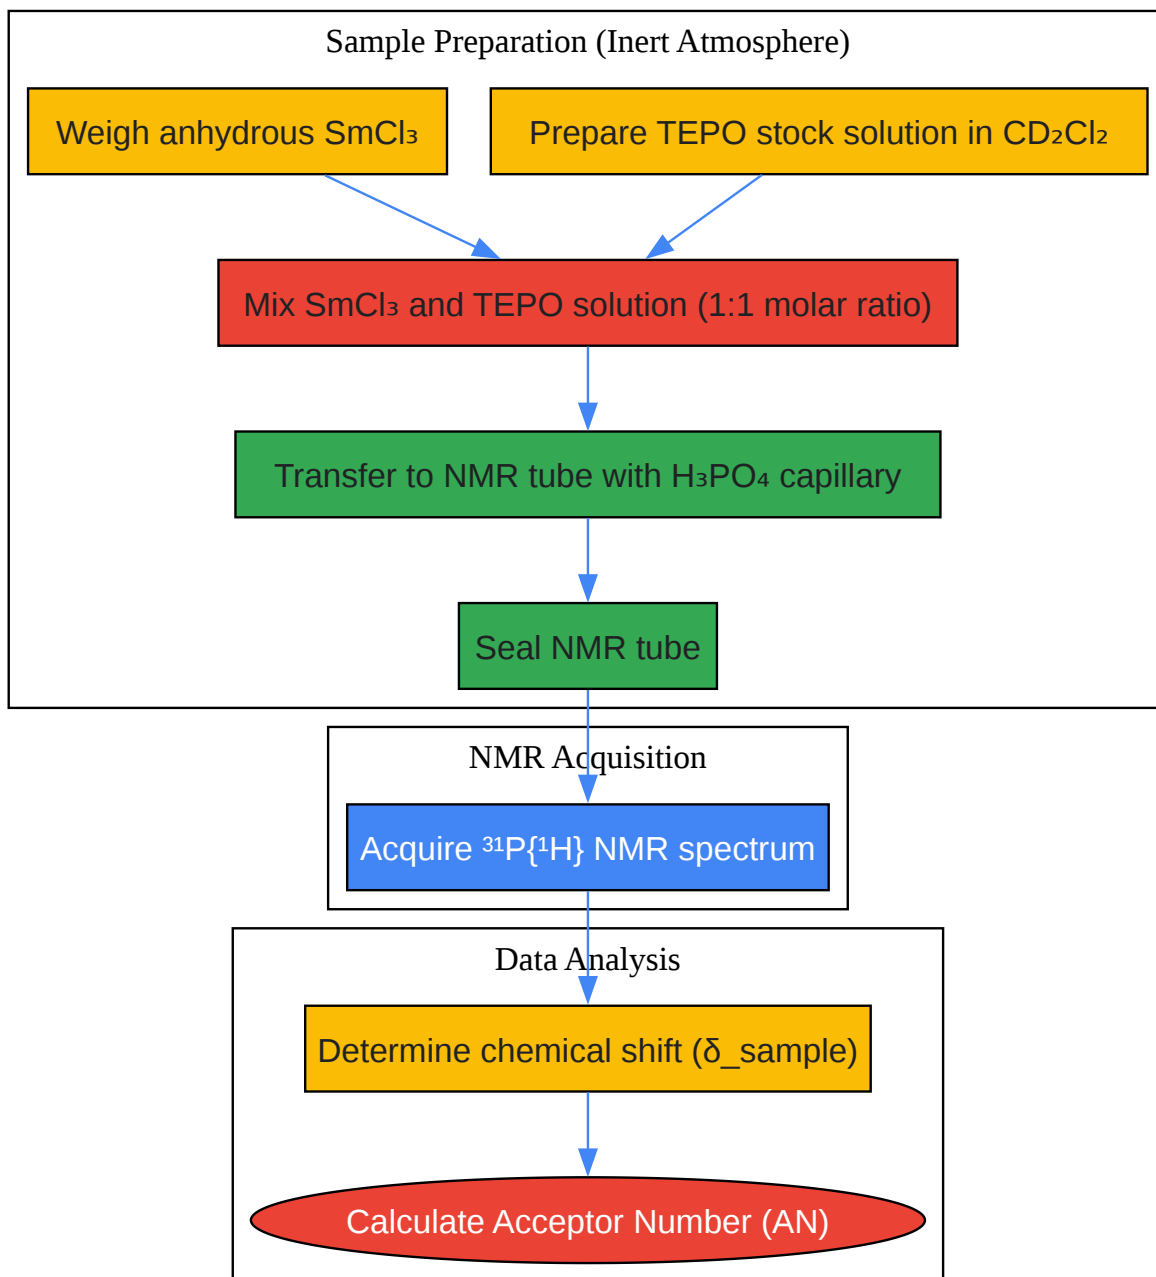 Sample Preparation (Inert Atmosphere)
Weigh anhydrous SmCl₃
Prepare TEPO stock solution in CD₂Cl₂
Mix SmCl₃ and TEPO solution (1:1 molar ratio)
Transfer to NMR tube with H₃PO₄ capillary
Seal NMR tube
NMR Acquisition
Acquire ³¹P{¹H} NMR spectrum
Data Analysis
Determine chemical shift (δ_sample)
Calculate Acceptor Number (AN)